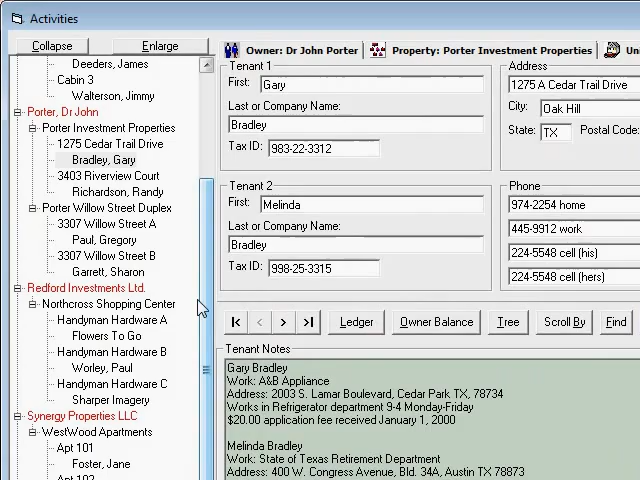 Activities
Collapse
Enlarge
Deeders, James
Cabin 3
Walterson, Jimmy
Porter, Dr John
Porter Investment Properties
1275 Cedar Trail Drive
Bradley, Gary
3403 Riverview Court
Richardson, Randy
Porter Willow Street Duplex
3307 Willow Street A
Paul, Gregory
3307 Willow Street B
Garrett, Sharon
Redford Investments Ltd.
Northcross Shopping Center
Handyman Hardware A
Flowers To Go
Handyman Hardware B
Worley, Paul
Handyman Hardware C
Sharper Imagery
Synergy Properties LLC
WestWood Apartments
Apt 101
Foster, Jane
Apt 102
Owner: Dr John Porter
Property: Porter Investment Properties
Uni
Tenant 1
First: Gary
Last or Company Name:
Bradley
Tax ID: 983-22-3312
Address
1275 A Cedar Trail Drive
City: Oak Hill
State: TX Postal Code:
Tenant 2
First: Melinda
Last or Company Name:
Bradley
Tax ID: 998-25-3315
Phone
974-2254 home
445-9912 work
224-5548 cell (his)
224-5548 cell (hers)
Ledger
Owner Balance
Tree
Scroll By
Find
Tenant Notes
Gary Bradley
Work: A&B Appliance
Address: 2003 S. Lamar Boulevard, Cedar Park TX, 78734
Works in Refrigerator department 9-4 Monday-Friday
$20.00 application fee received January 1, 2000
Melinda Bradley
Work: State of Texas Retirement Department
Address: 400 W. Congress Avenue, Bld. 34A, Austin TX 78873